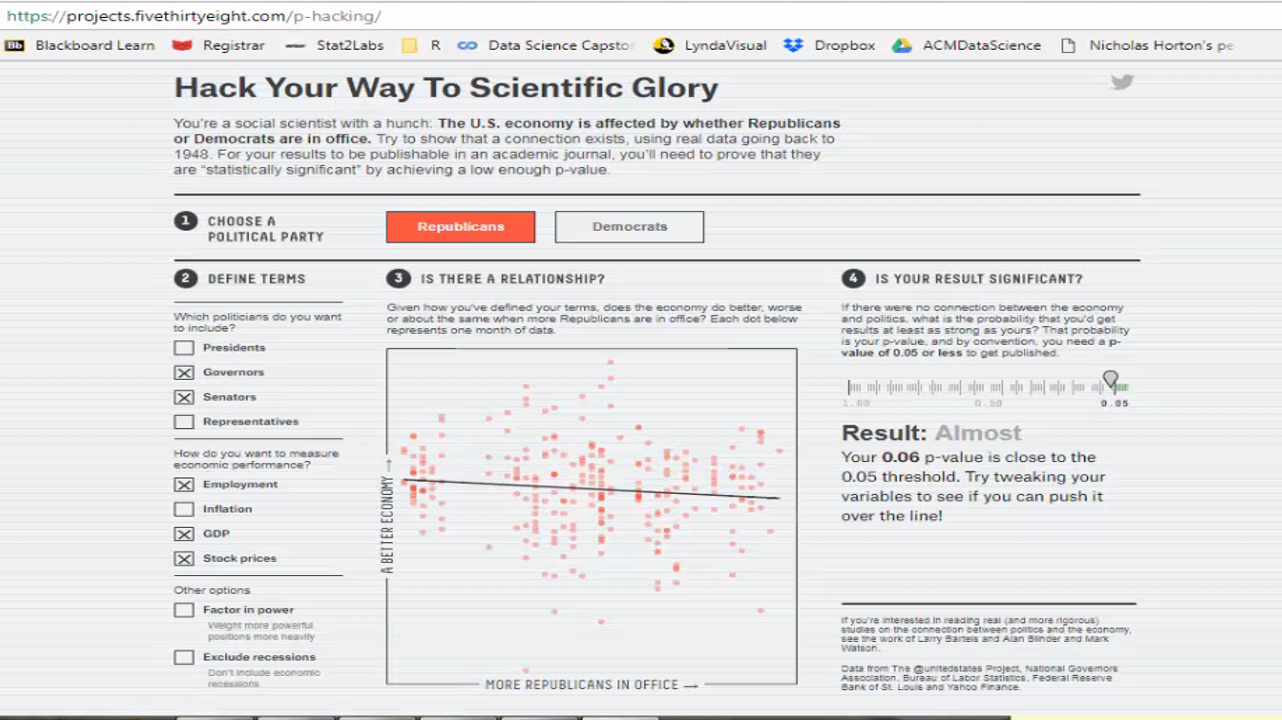 https://projects.fivethirtyeight.com/p-hacking/
Bb Blackboard Learn Registrar Stat2Labs R Data Science Capstor LyndaVisual Dropbox ACMDataScience Nicholas Horton's pe
Hack Your Way To Scientific Glory
You're a social scientist with a hunch: The U.S. economy is affected by whether Republicans
or Democrats are in office. Try to show that a connection exists, using real data going back to
1948. For your results to be publishable in an academic journal, you'll need to prove that they
are “statistically significant” by achieving a low enough p-value.
1 CHOOSE A
POLITICAL PARTY
Republicans
Democrats
2 DEFINE TERMS
Which politicians do you want
to include?
Presidents
Governors
Senators
Representatives
How do you want to measure
economic performance?
Employment
Inflation
GDP
Stock prices
Other options
Factor in power
Weight more powerful
positions more heavily
Exclude recessions
Don't include economic
recessions
3 IS THERE A RELATIONSHIP?
Given how you've defined your terms, does the economy do better, worse
or about the same when more Republicans are in office? Each dot below
represents one month of data.
A BETTER ECONOMY →
MORE REPUBLICANS IN OFFICE →
4 IS YOUR RESULT SIGNIFICANT?
If there were no connection between the economy
and politics, what is the probability that you'd get
results at least as strong as yours? That probability
is your p-value, and by convention, you need a p-
value of 0.05 or less to get published.
1.00 0.50 0.05
Result: Almost
Your 0.06 p-value is close to the
0.05 threshold. Try tweaking your
variables to see if you can push it
over the line!
If you're interested in reading real (and more rigorous)
studies on the connection between politics and the economy,
see the work of Larry Bartels and Alan Blinder and Mark
Watson.
Data from The @unitedstates Project, National Governors
Association, Bureau of Labor Statistics, Federal Reserve
Bank of St. Louis and Yahoo Finance.